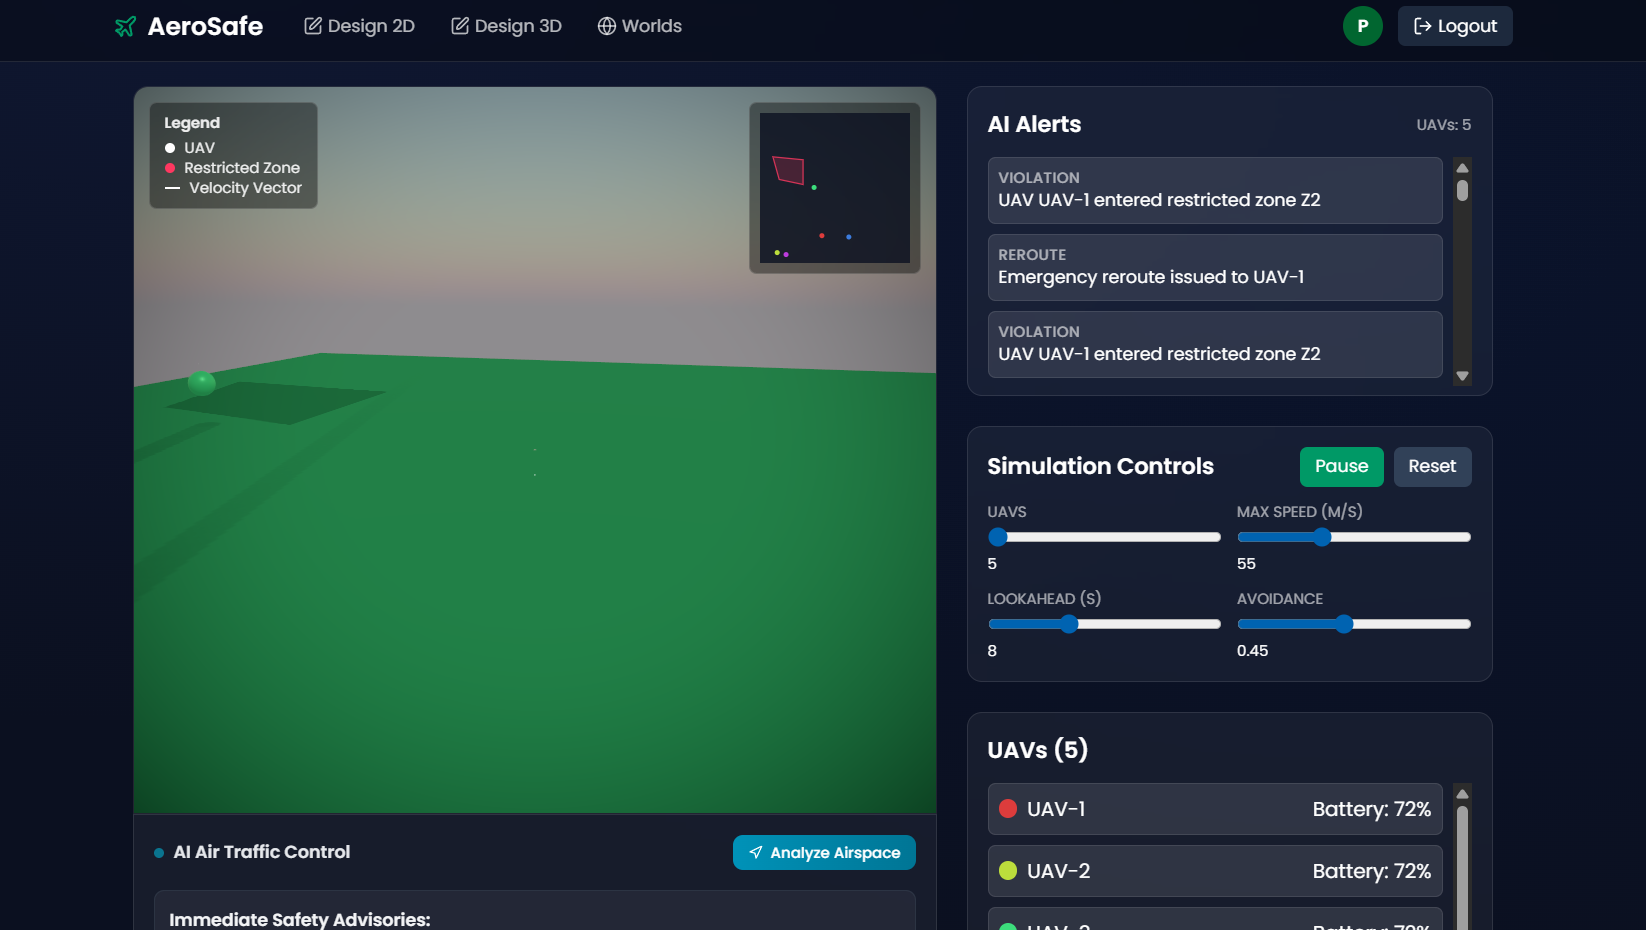 AeroSafe
Design 2D
Design 3D
Worlds
P
Logout
Legend
UAV
Restricted Zone
Velocity Vector
AI Alerts
UAVs: 5
VIOLATION
UAV UAV-1 entered restricted zone Z2
REROUTE
Emergency reroute issued to UAV-1
VIOLATION
UAV UAV-1 entered restricted zone Z2
Simulation Controls
Pause
Reset
UAVS
5
MAX SPEED (M/S)
55
LOOKAHEAD (S)
8
AVOIDANCE
0.45
UAVs (5)
UAV-1
Battery: 72%
UAV-2
Battery: 72%
AI Air Traffic Control
Analyze Airspace
Immediate Safety Advisories: